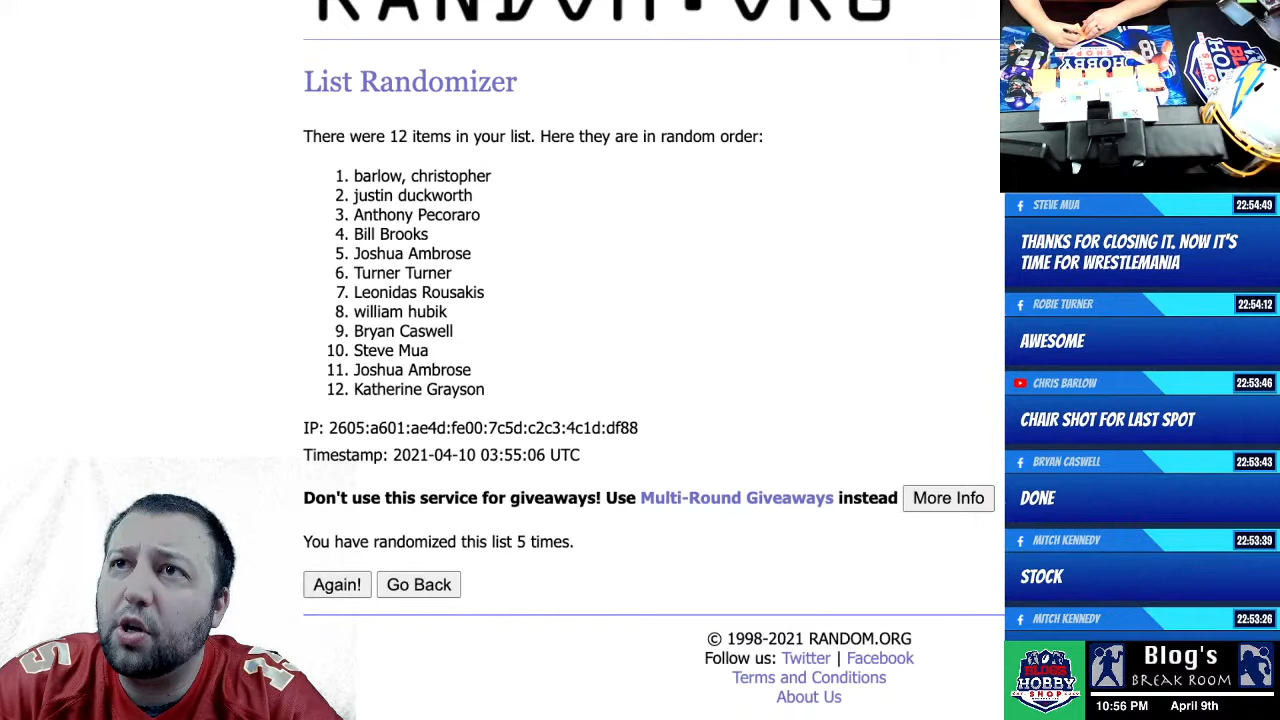 RANDOM.ORG
List Randomizer
There were 12 items in your list. Here they are in random order:
1. barlow, christopher
2. justin duckworth
3. Anthony Pecoraro
4. Bill Brooks
5. Joshua Ambrose
6. Turner Turner
7. Leonidas Rousakis
8. william hubik
9. Bryan Caswell
10. Steve Mua
11. Joshua Ambrose
12. Katherine Grayson
IP: 2605:a601:ae4d:fe00:7c5d:c2c3:4c1d:df88
Timestamp: 2021-04-10 03:55:06 UTC
Don't use this service for giveaways! Use Multi-Round Giveaways instead More Info
You have randomized this list 5 times.
Again! Go Back
© 1998-2021 RANDOM.ORG
Follow us: Twitter | Facebook
Terms and Conditions
About Us
HOBBY
SHOP
STEVE MUA 22:54:49
THANKS FOR CLOSING IT. NOW IT'S
TIME FOR WRESTLEMANIA
ROBIE TURNER 22:54:12
AWESOME
CHRIS BARLOW 22:53:46
CHAIR SHOT FOR LAST SPOT
BRYAN CASWELL 22:53:43
DONE
MITCH KENNEDY 22:53:39
STOCK
MITCH KENNEDY 22:53:26
BLOG'S
HOBBY
SHOP
Blog's
BREAK ROOM
10:56 PM April 9th
15